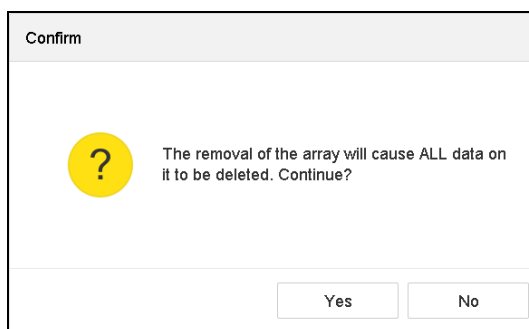 Confirm
?
The removal of the array will cause ALL data on
it to be deleted. Continue?
Yes
No